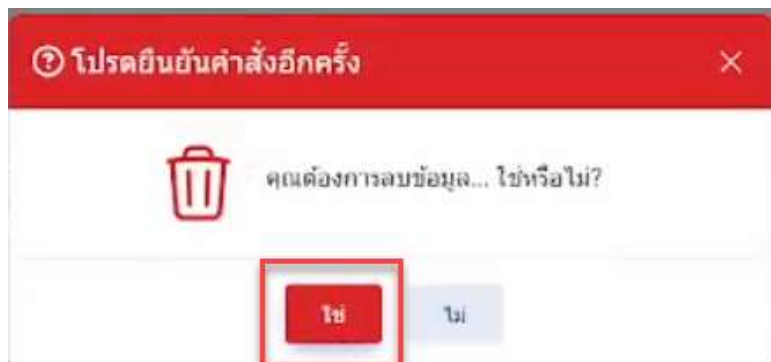 โปรดยืนยันคำสั่งอีกครั้ง
คุณต้องการลบข้อมูล... ใช่หรือไม่?
ใช่
ไม่